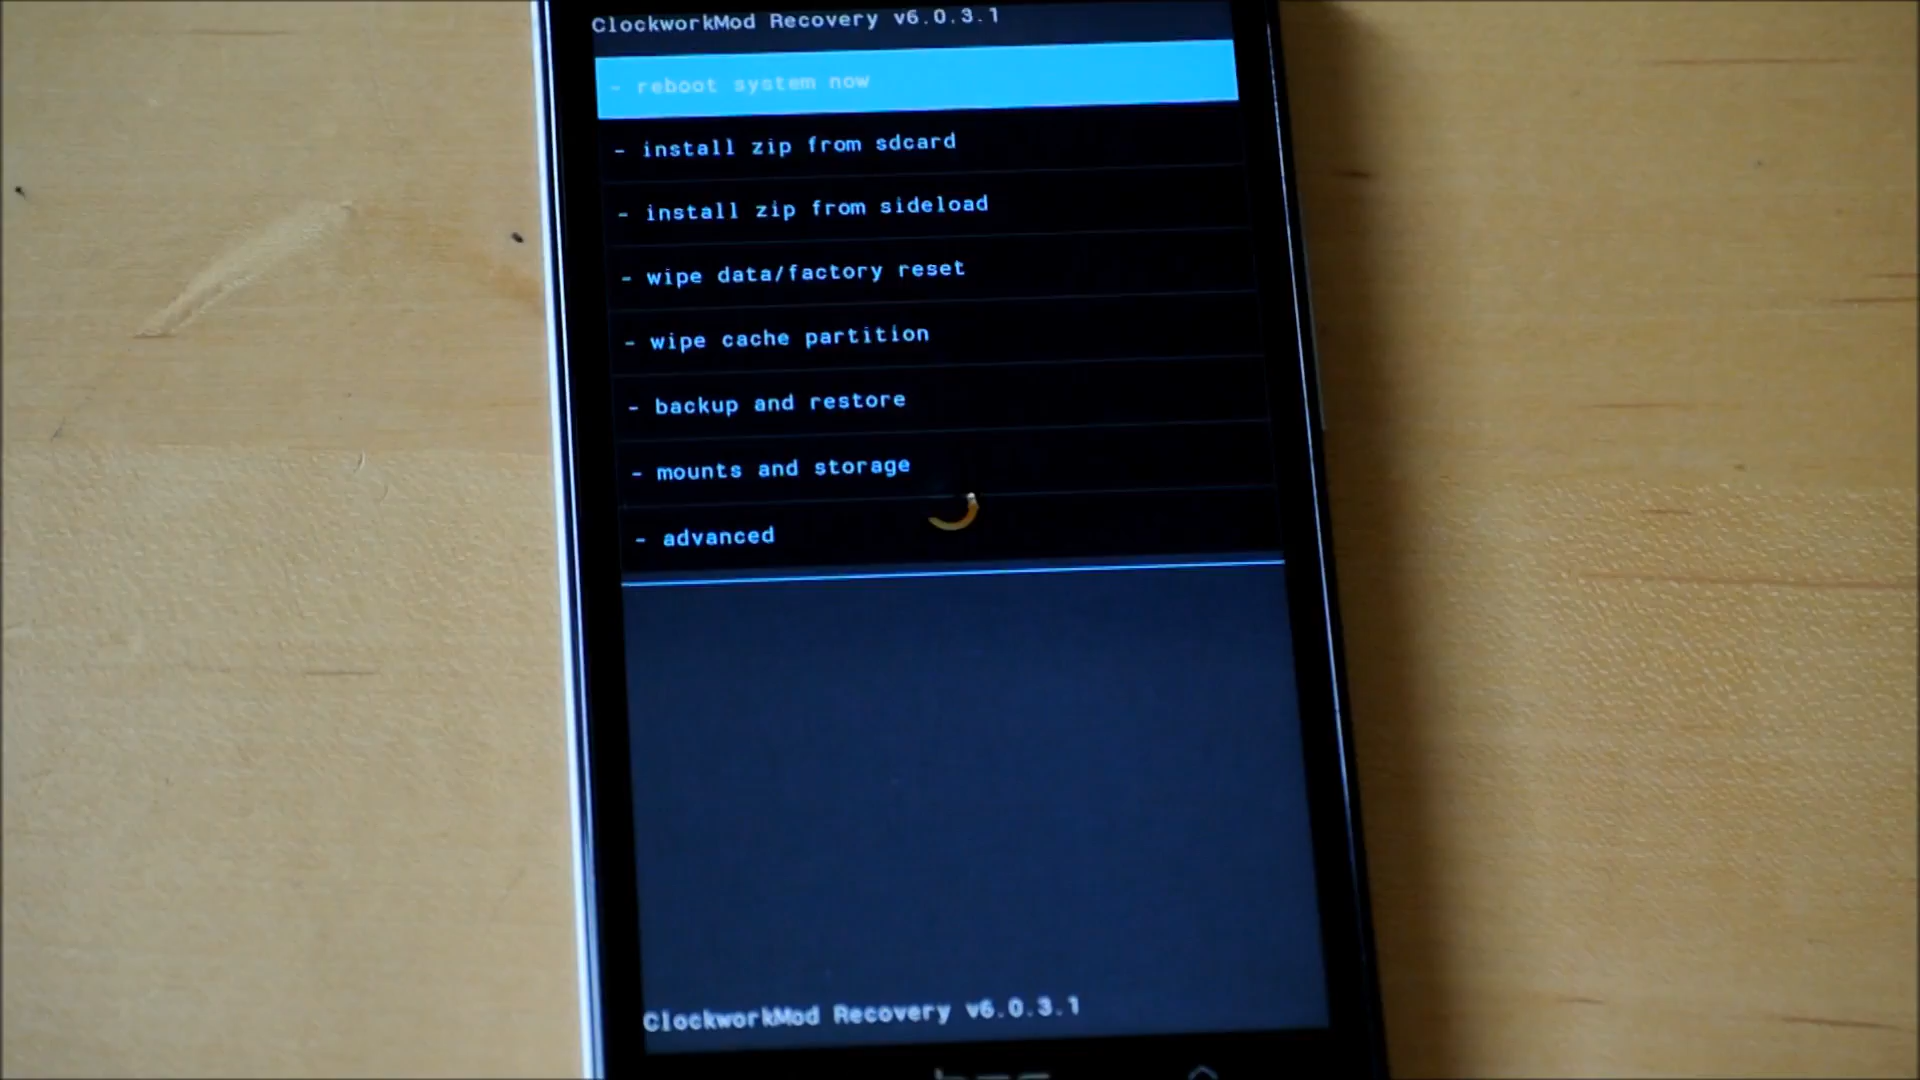 ClockworkMod Recovery v6.0.3.1
- reboot system now
- install zip from sdcard
- install zip from sideload
- wipe data/factory reset
- wipe cache partition
- backup and restore
- mounts and storage
- advanced
ClockworkMod Recovery v6.0.3.1